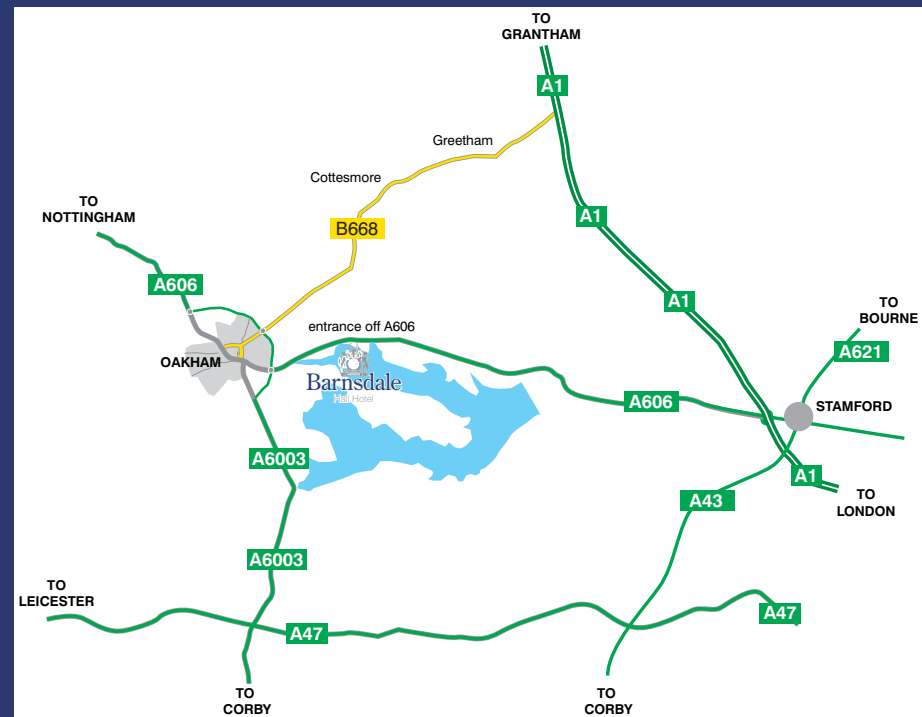 TO
GRANTHAM
A1
Greetham
Cottesmore
TO
NOTTINGHAM
B668
A1
A606
A1
TO
BOURNE
entrance off A606
A621
OAKHAM
Barnsdale
Hall Hotel
A606
STAMFORD
A6003
A1
A43
TO
LONDON
A6003
TO
LEICESTER
A47
A47
TO
CORBY
TO
CORBY